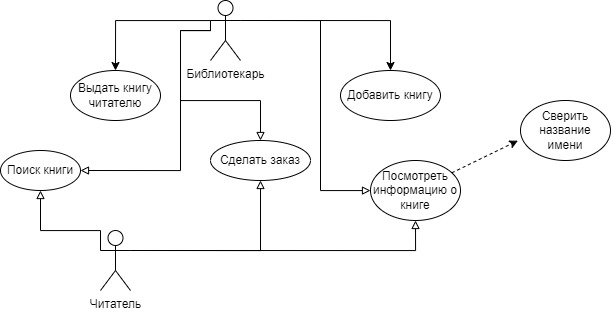 Библиотекарь
Выдать книгу
читателю
Добавить книгу
Сверить
название
имени
Поиск книги
Сделать заказ
Посмотреть
информацию о
книге
Читатель